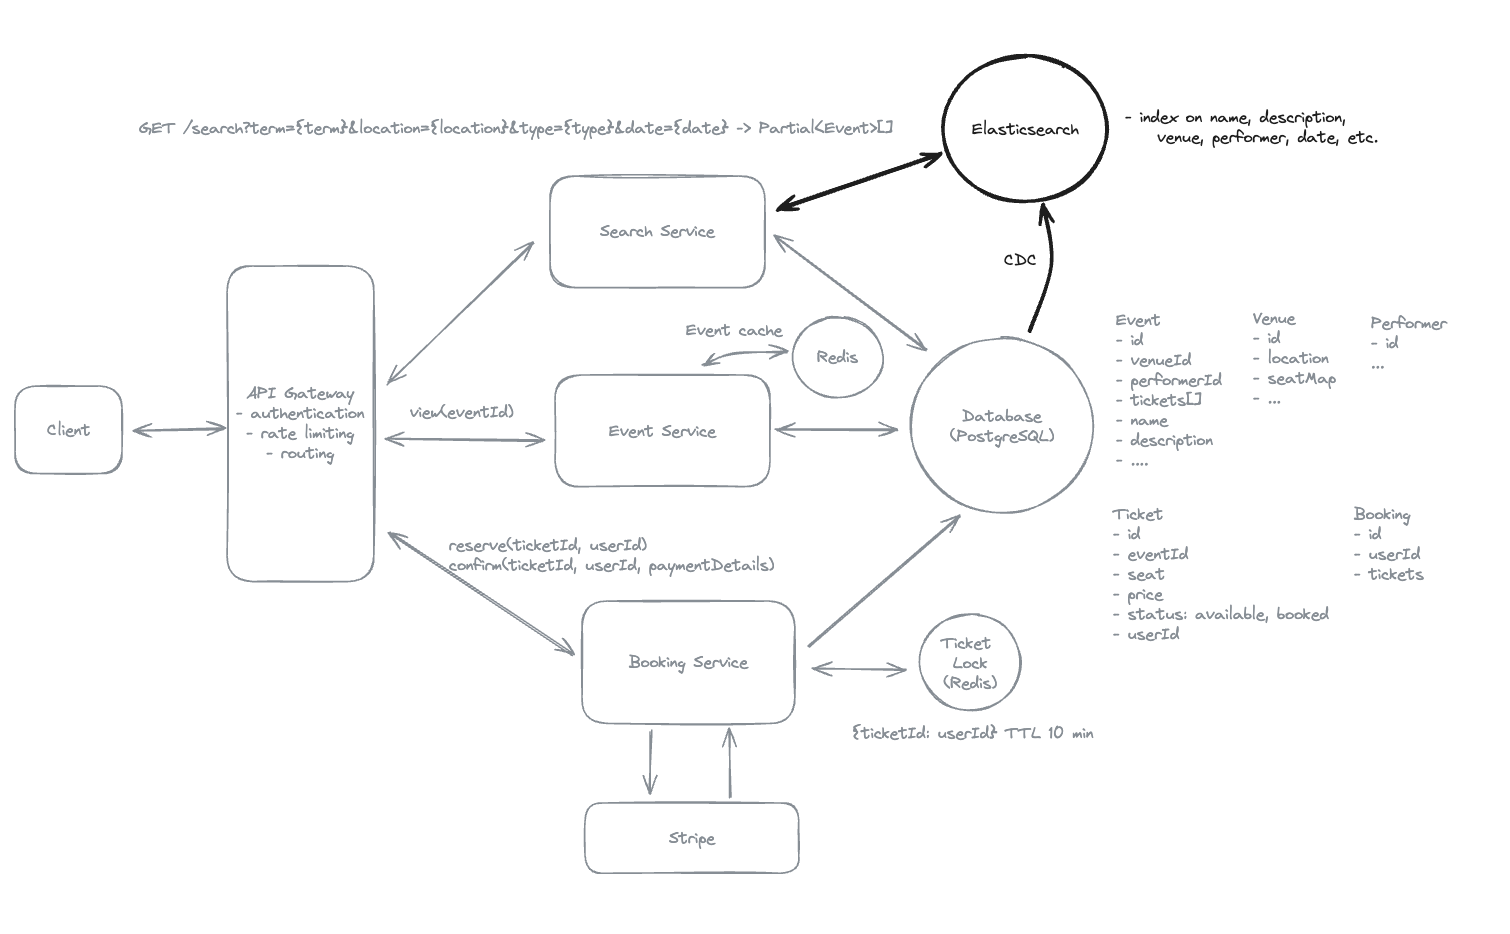 GET /search?term={term}&location={location}&type={type}&date={date} -> Partial<Event>[]
Elasticsearch
- index on name, description,
venue, performer, date, etc.
Search Service
CDC
Event cache
Redis
API Gateway
- authentication
- rate limiting
- routing
Client
view(eventId)
Event Service
Database
(PostgreSQL)
Event
- id
- venueId
- performerId
- tickets[]
- name
- description
- ....
Venue
- id
- location
- seatMap
- ...
Performer
- id
...
reserve(ticketId, userId)
confirm(ticketId, userId, paymentDetails)
Ticket
- id
- eventId
- seat
- price
- status: available, booked
- userId
Booking
- id
- userId
- tickets
Booking Service
Ticket
Lock
(Redis)
{ticketId: userId} TTL 10 min
Stripe